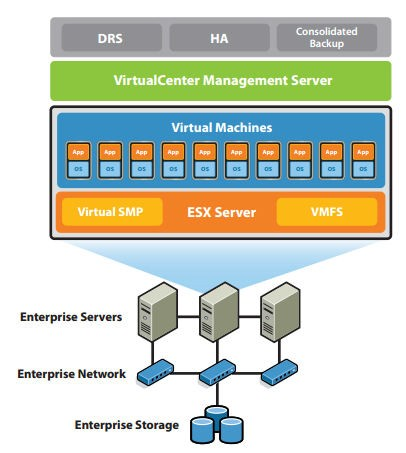 DRS
HA
Consolidated
Backup
VirtualCenter Management Server
Virtual Machines
App App App App App App App App App App
OS OS OS OS OS OS OS OS OS OS
Virtual SMP
ESX Server
VMFS
Enterprise Servers
Enterprise Network
Enterprise Storage